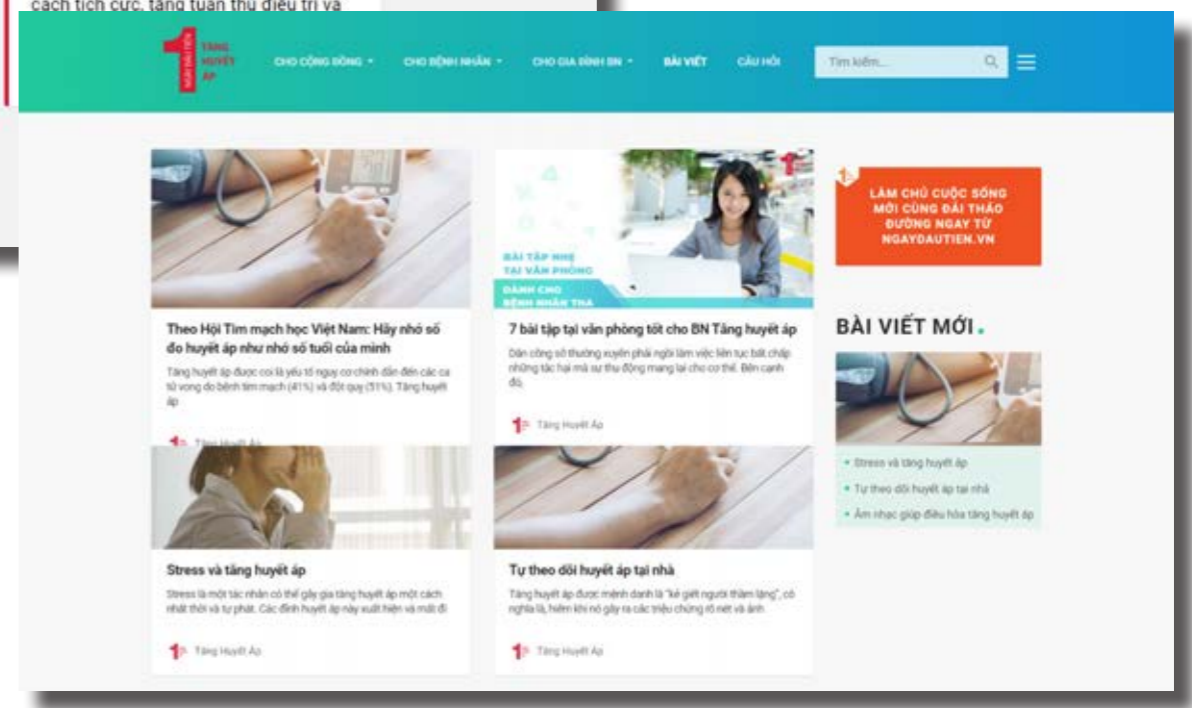 cách tích cực, tăng tuân thủ điều trị và
1
NGÀY ĐẦU TIÊN
TĂNG
HUYẾT
ÁP
CHO CỘNG ĐỒNG
CHO BỆNH NHÂN
CHO GIA ĐÌNH BN
BÀI VIẾT
CÂU HỎI
Tìm kiếm...
BÀI TẬP NHẸ
TẠI VĂN PHÒNG
DÀNH CHO
BỆNH NHÂN THA
Theo Hội Tim mạch học Việt Nam: Hãy nhớ số
đo huyết áp như nhớ số tuổi của mình
Tăng huyết áp được coi là yếu tố nguy cơ chính dẫn đến các ca
tử vong do bệnh tim mạch (41%) và đột quỵ (51%). Tăng huyết
áp
Tăng Huyết Áp
7 bài tập tại văn phòng tốt cho BN Tăng huyết áp
Dân công sở thường xuyên phải ngồi làm việc liên tục bất chấp
những tác hại mà sự thụ động mang lại cho cơ thể. Bên cạnh
đó,
Tăng Huyết Áp
Stress và tăng huyết áp
Stress là một tác nhân có thể gây gia tăng huyết áp một cách
nhất thời và tự phát. Các đỉnh huyết áp này xuất hiện và mất đi
Tăng Huyết Áp
Tự theo dõi huyết áp tại nhà
Tăng huyết áp được mệnh danh là "kẻ giết người thầm lặng", có
nghĩa là, hiếm khi nó gây ra các triệu chứng rõ nét và ảnh
Tăng Huyết Áp
LÀM CHỦ CUỘC SỐNG
MỚI CÙNG ĐÁI THÁO
ĐƯỜNG NGAY TỪ
NGAYDAUTIEN.VN
BÀI VIẾT MỚI.
Stress và tăng huyết áp
Tự theo dõi huyết áp tại nhà
Âm nhạc giúp điều hòa tăng huyết áp